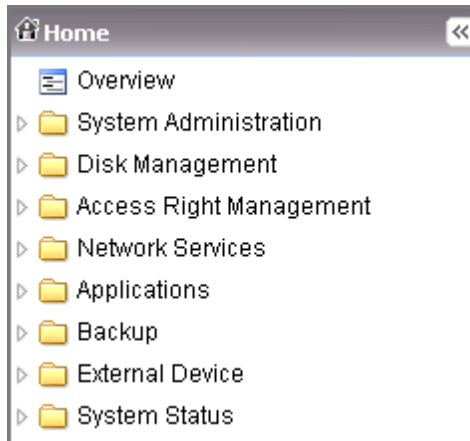 Home
Overview
System Administration
Disk Management
Access Right Management
Network Services
Applications
Backup
External Device
System Status